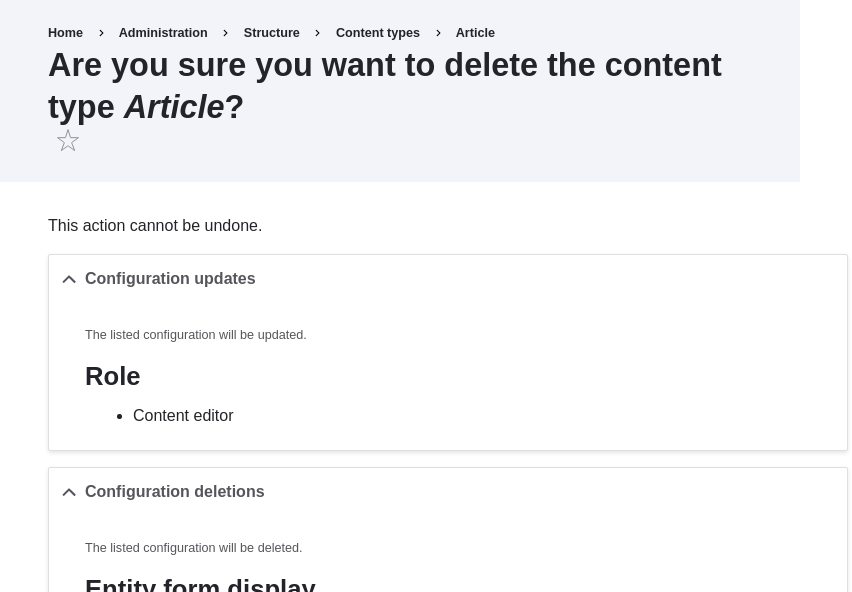 Home > Administration > Structure > Content types > Article
Are you sure you want to delete the content
type Article?
This action cannot be undone.
Configuration updates
The listed configuration will be updated.
Role
• Content editor
Configuration deletions
The listed configuration will be deleted.
Entity form display